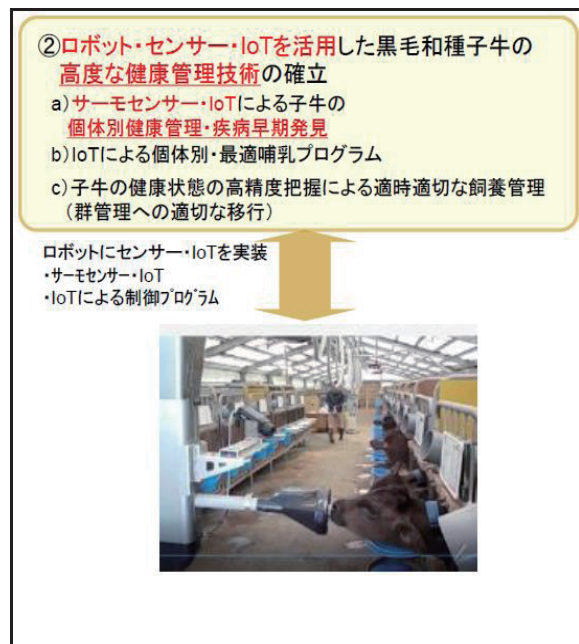 ②ロボット・センサー・IoTを活用した黒毛和種子牛の
高度な健康管理技術の確立
a)サーモセンサー・IoTによる子牛の
個体別健康管理・疾病早期発見
b)IoTによる個体別・最適哺乳プログラム
c)子牛の健康状態の高精度把握による適時適切な飼養管理
（群管理への適切な移行）
ロボットにセンサー・IoTを実装
・サーモセンサー・IoT
・IoTによる制御プログラム